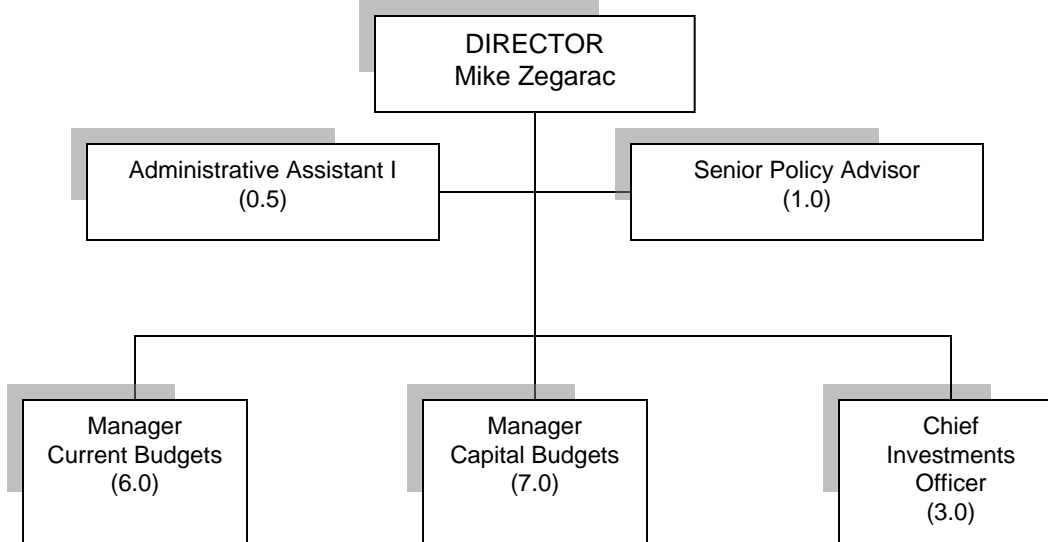 DIRECTOR
Mike Zegarac
Administrative Assistant I
(0.5)
Senior Policy Advisor
(1.0)
Manager
Current Budgets
(6.0)
Manager
Capital Budgets
(7.0)
Chief
Investments
Officer
(3.0)